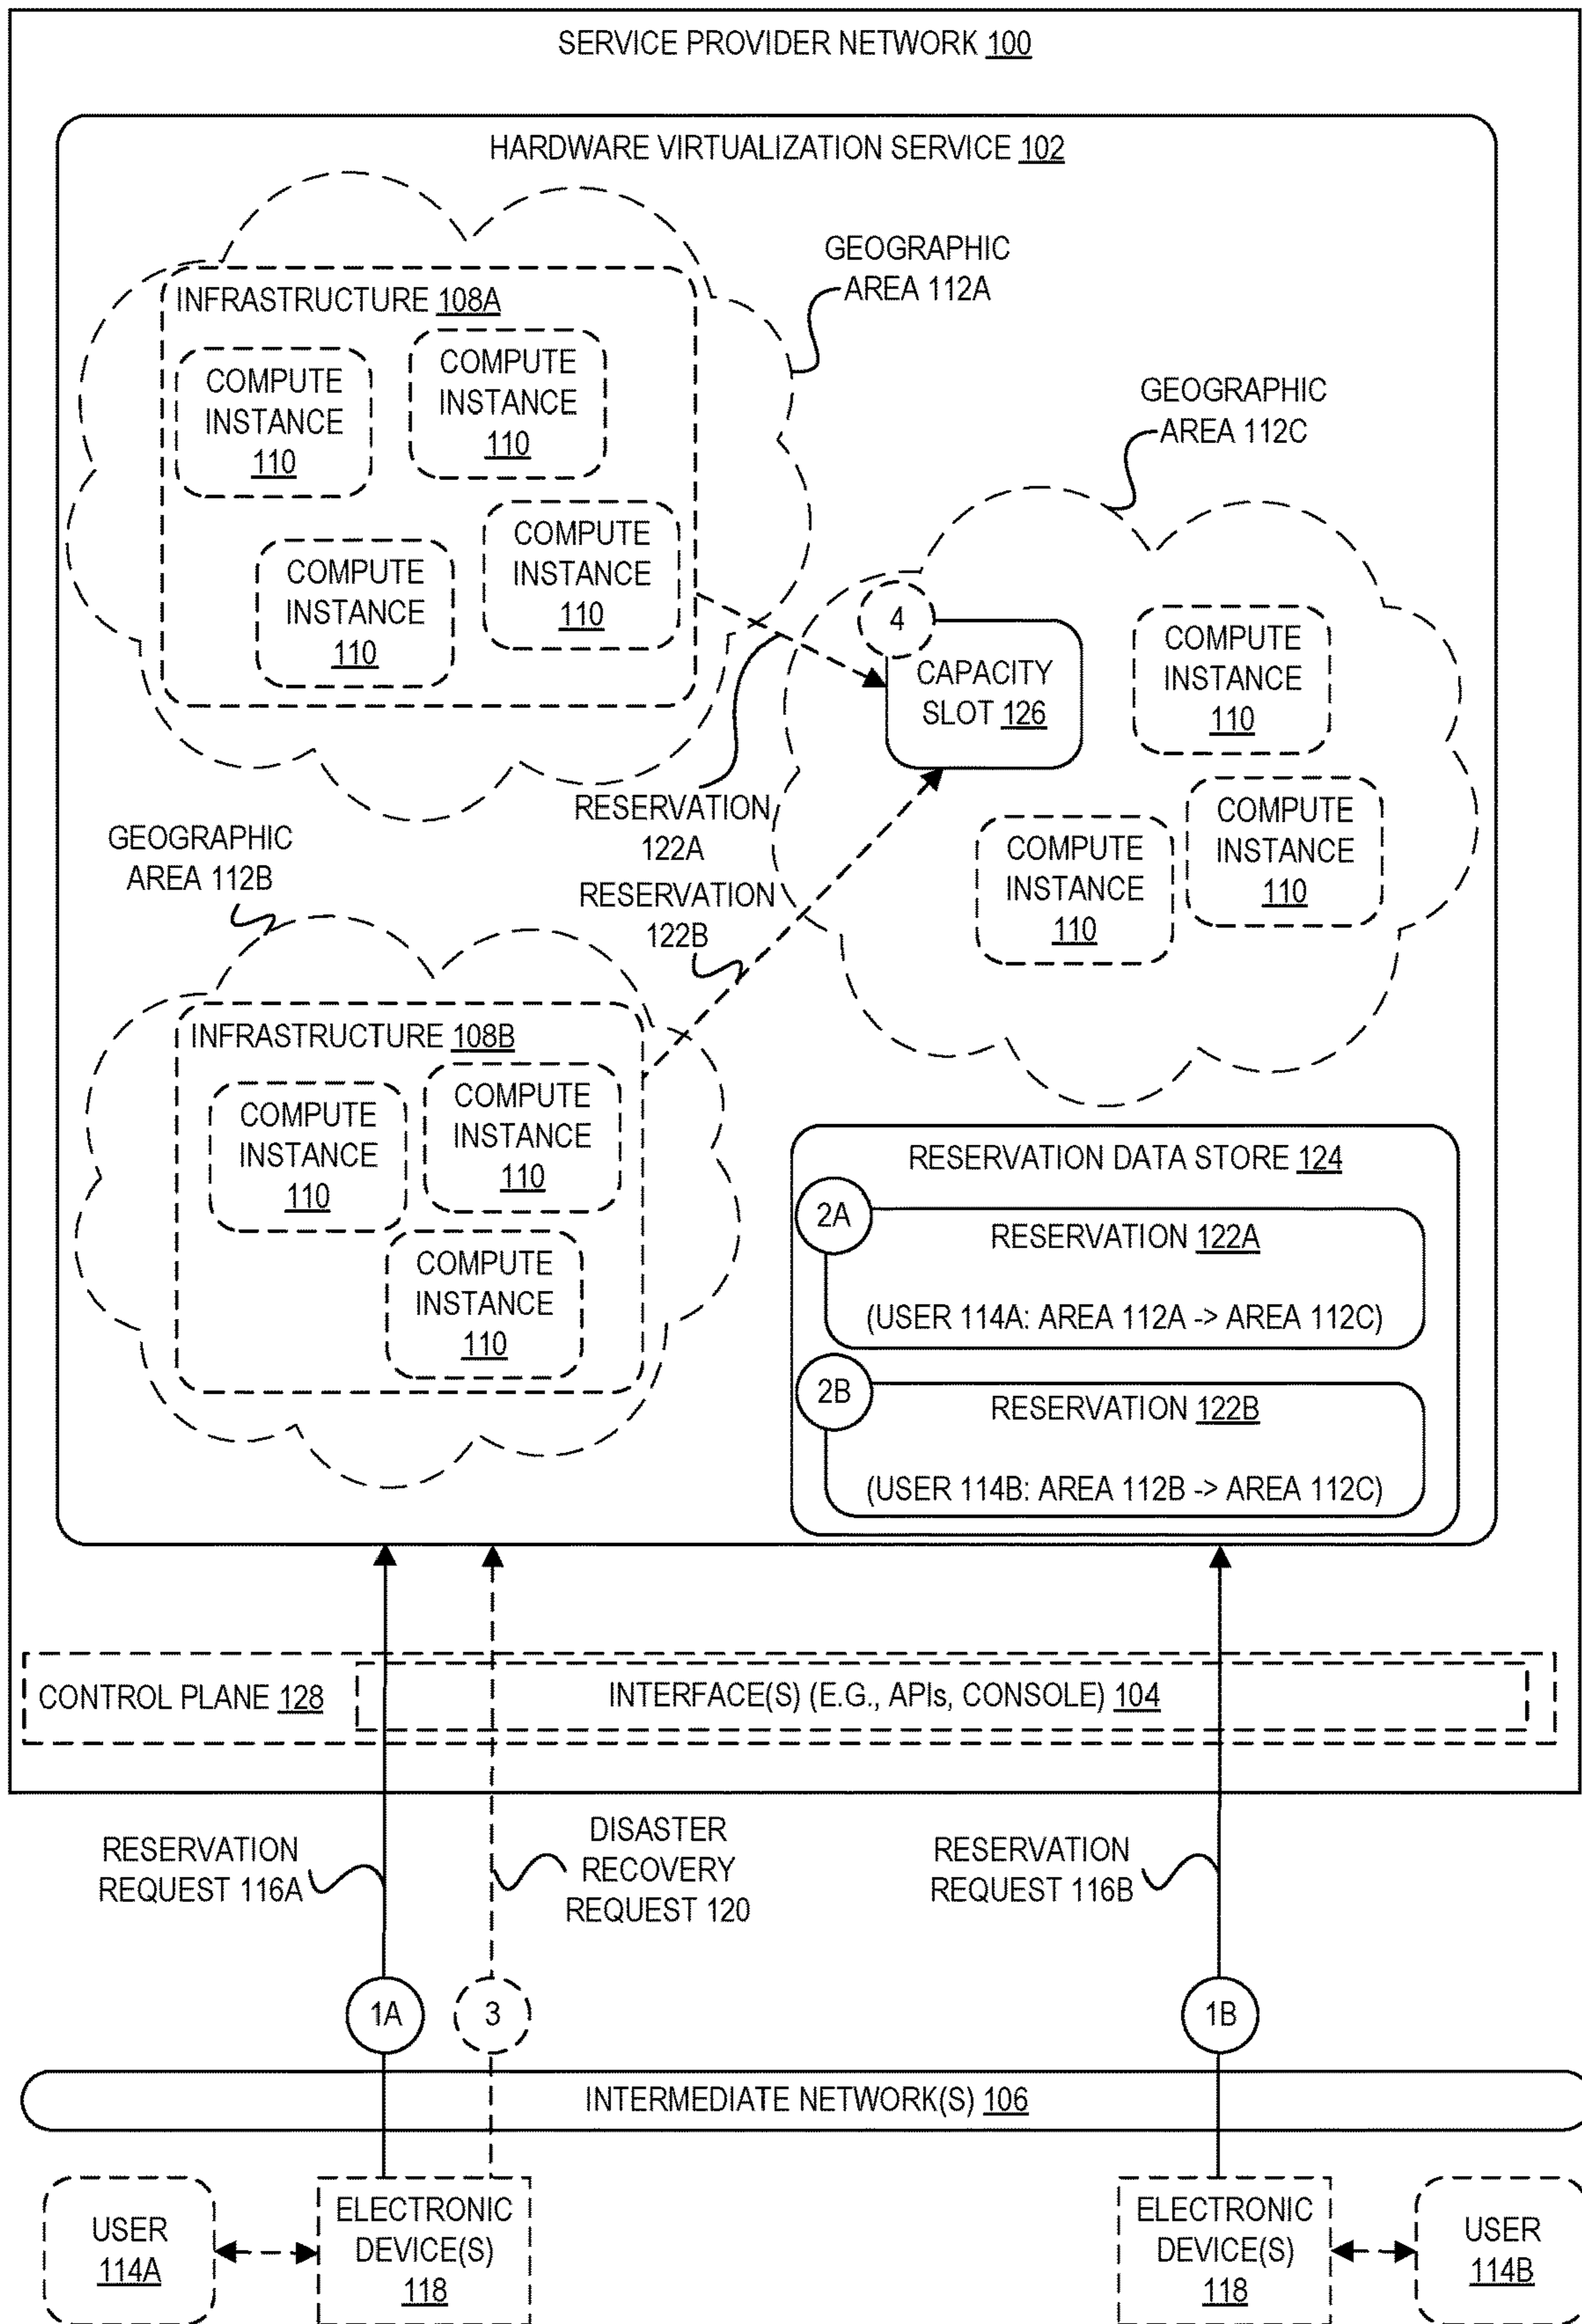 SERVICE PROVIDER NETWORK 100
HARDWARE VIRTUALIZATION SERVICE 102
GEOGRAPHIC
AREA 112A
INFRASTRUCTURE 108A
COMPUTE
INSTANCE
110
COMPUTE
INSTANCE
110
COMPUTE
INSTANCE
110
COMPUTE
INSTANCE
110
GEOGRAPHIC
AREA 112C
4
CAPACITY
SLOT 126
COMPUTE
INSTANCE
110
COMPUTE
INSTANCE
110
COMPUTE
INSTANCE
110
RESERVATION
122A
RESERVATION
122B
GEOGRAPHIC
AREA 112B
INFRASTRUCTURE 108B
COMPUTE
INSTANCE
110
COMPUTE
INSTANCE
110
COMPUTE
INSTANCE
110
RESERVATION DATA STORE 124
2A
RESERVATION 122A
(USER 114A: AREA 112A -> AREA 112C)
2B
RESERVATION 122B
(USER 114B: AREA 112B -> AREA 112C)
CONTROL PLANE 128
INTERFACE(S) (E.G., APIs, CONSOLE) 104
RESERVATION
REQUEST 116A
DISASTER
RECOVERY
REQUEST 120
RESERVATION
REQUEST 116B
1A
3
1B
INTERMEDIATE NETWORK(S) 106
USER
114A
ELECTRONIC
DEVICE(S)
118
ELECTRONIC
DEVICE(S)
118
USER
114B